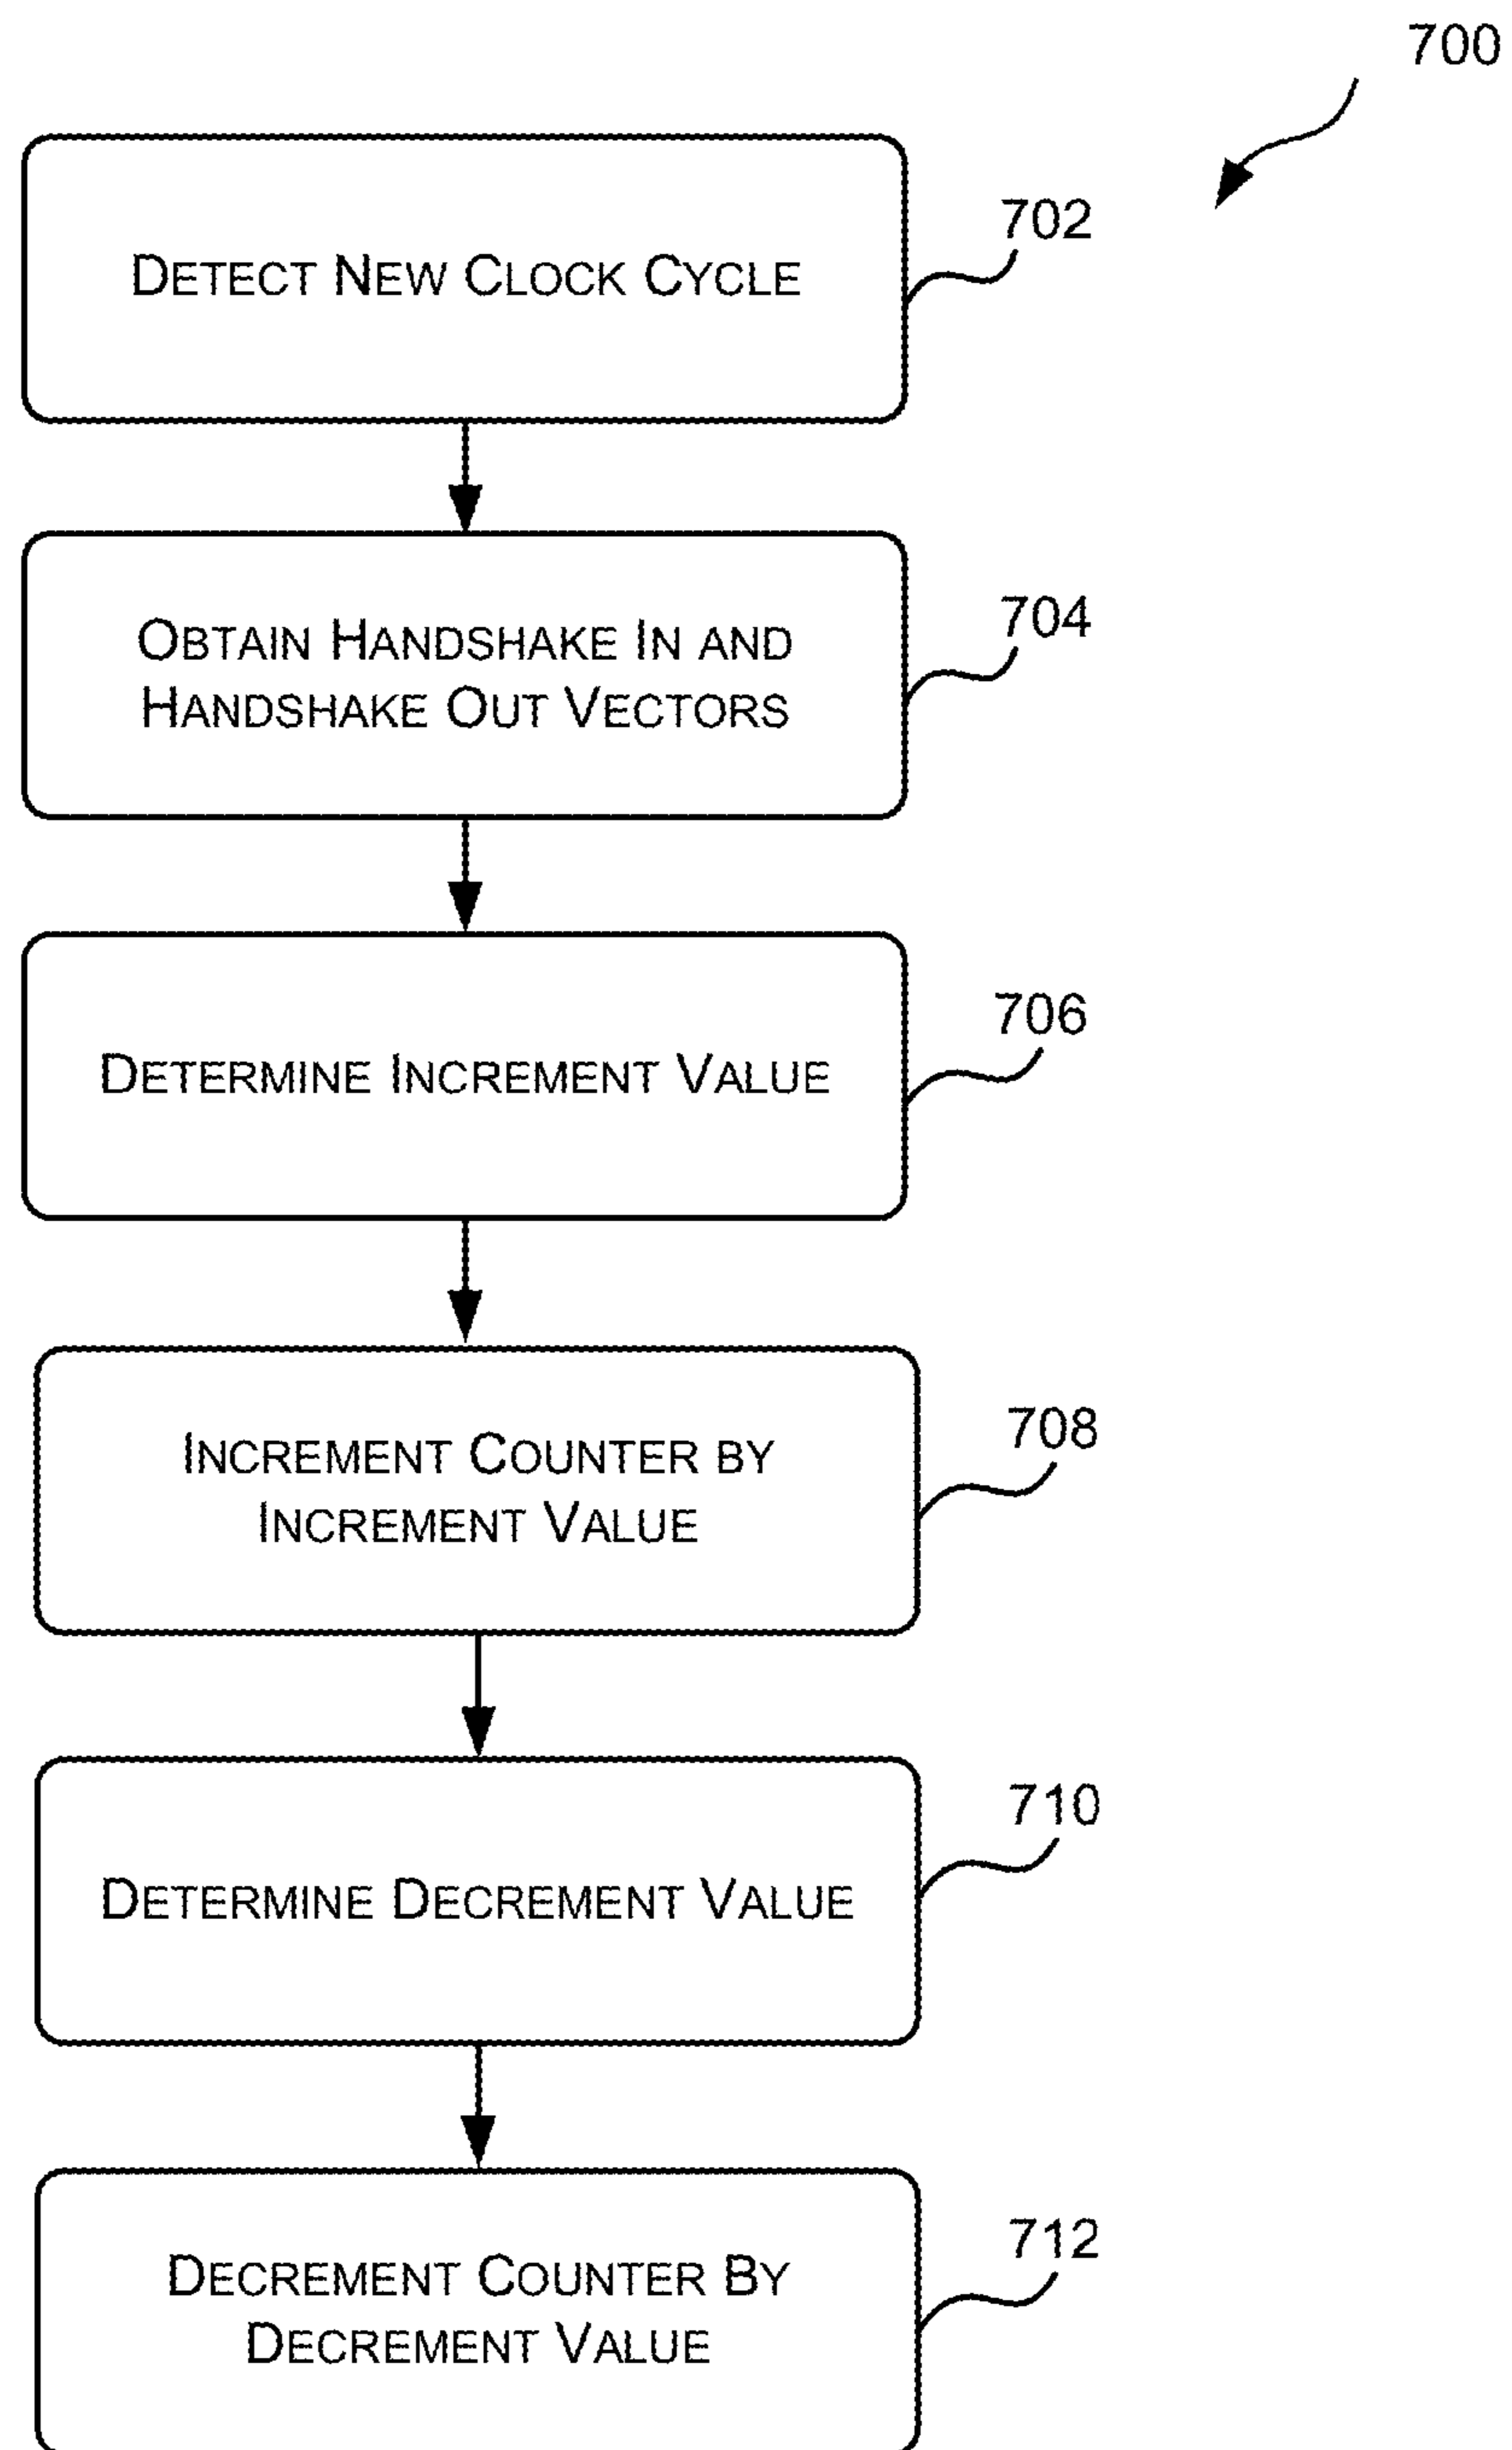 700
DETECT NEW CLOCK CYCLE
702
OBTAIN HANDSHAKE IN AND
HANDSHAKE OUT VECTORS
704
DETERMINE INCREMENT VALUE
706
INCREMENT COUNTER BY
INCREMENT VALUE
708
DETERMINE DECREMENT VALUE
710
DECREMENT COUNTER BY
DECREMENT VALUE
712